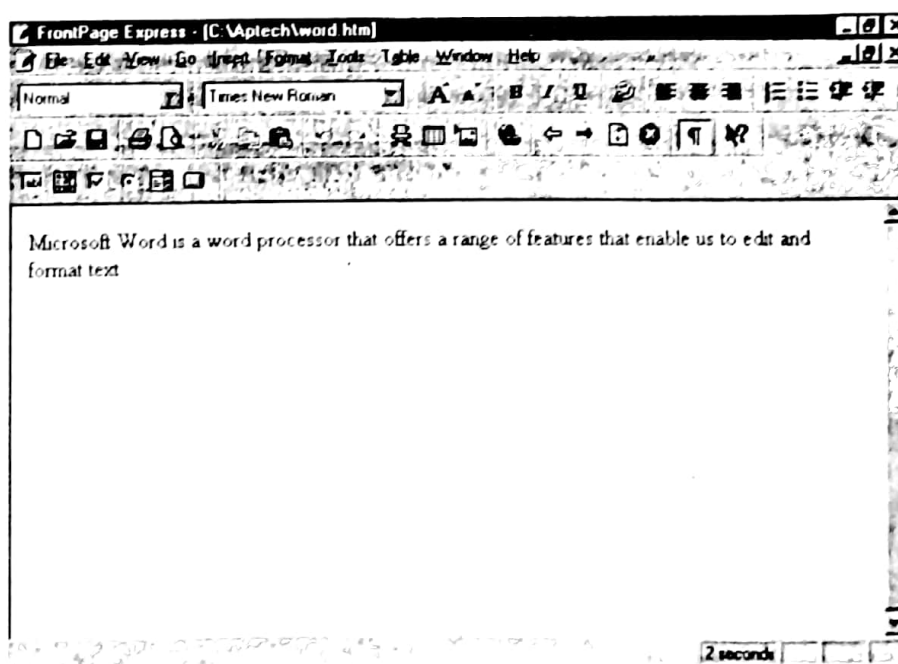 FrontPage Express - [C:\Aptech\word.htm]
File Edit View Go Insert Format Tools Table Window Help
Normal Times New Roman A A B I U
¶ ?
Microsoft Word is a word processor that offers a range of features that enable us to edit and
format text
2 seconds